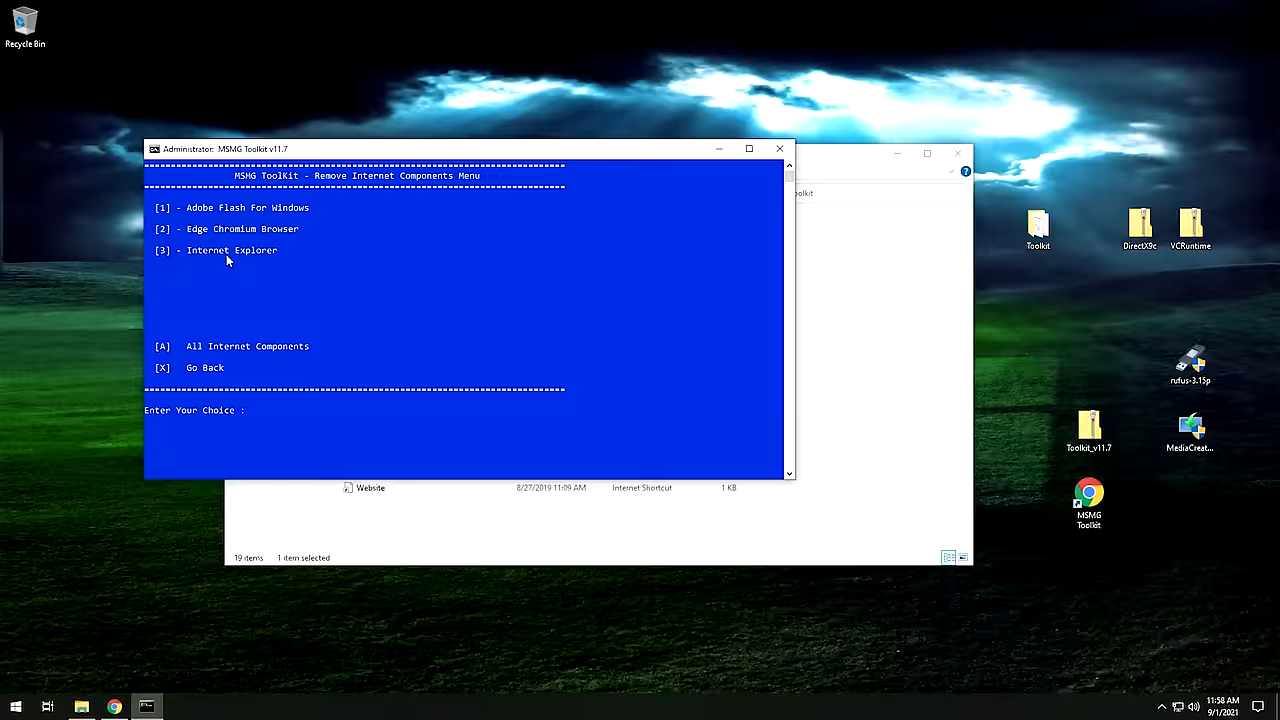 Recycle Bin
Administrator: MSMG Toolkit v11.7
MSMG ToolKit - Remove Internet Components Menu
[1] - Adobe Flash For Windows
[2] - Edge Chromium Browser
[3] - Internet Explorer
[A] All Internet Components
[X] Go Back
Enter Your Choice :
oolkit
Website 8/27/2019 11:09 AM Internet Shortcut 1 KB
19 items 1 item selected
Toolkit
DirectX9c
VCRuntime
rufus-3.15p
Toolkit_v11.7
MediaCreat...
MSMG
Toolkit
11:58 AM
9/1/2021